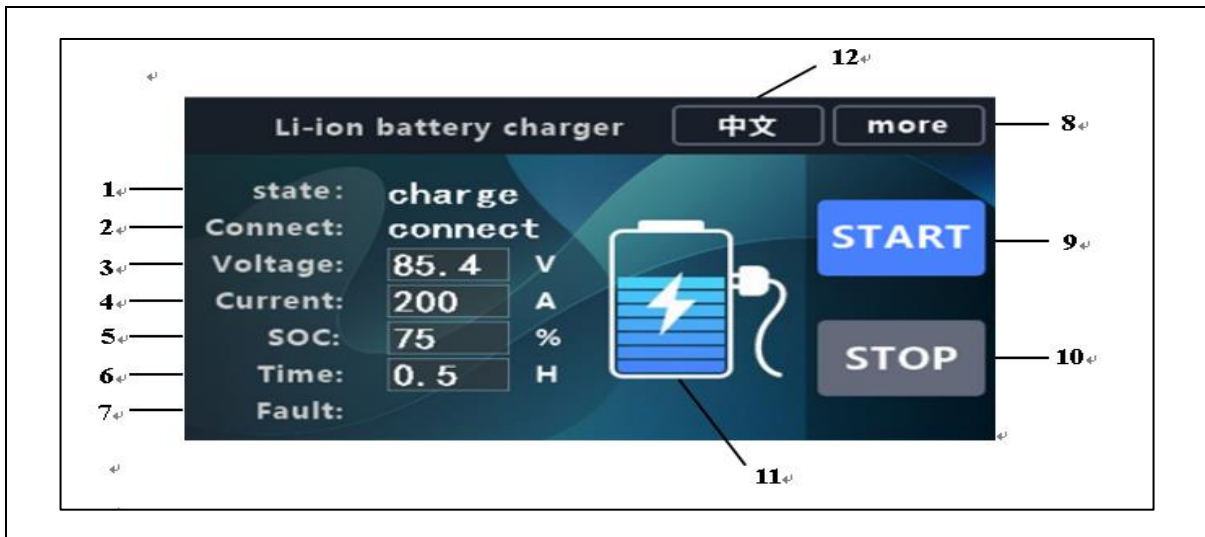 12
Li-ion battery charger 中文 more 8
1 state: charge
2 Connect: connect
START 9
3 Voltage: 85.4 V
4 Current: 200 A
5 SOC: 75 %
STOP 10
6 Time: 0.5 H
7 Fault:
11